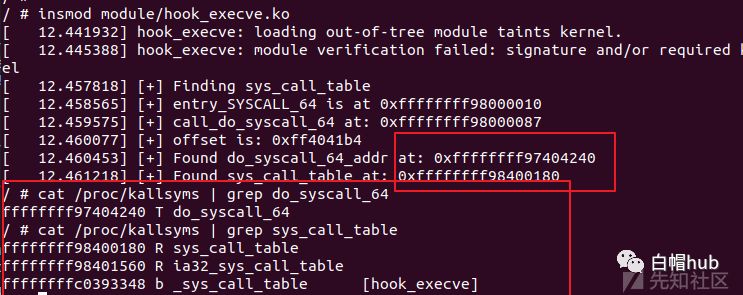 / #
/ # insmod module/hook_execve.ko
[   12.441932] hook_execve: loading out-of-tree module taints kernel.
[   12.445388] hook_execve: module verification failed: signature and/or required k
el
[   12.457818] [+] Finding sys_call_table
[   12.458565] [+] entry_SYSCALL_64 is at 0xffffffff98000010
[   12.459575] [+] call_do_syscall_64 at: 0xffffffff98000087
[   12.460077] [+] offset is: 0xff4041b4
[   12.460453] [+] Found do_syscall_64_addr at: 0xffffffff97404240
[   12.461218] [+] Found sys_call_table at: 0xffffffff98400180
/ # cat /proc/kallsyms | grep do_syscall_64
ffffffff97404240 T do_syscall_64
/ # cat /proc/kallsyms | grep sys_call_table
ffffffff98400180 R sys_call_table
ffffffff98401560 R ia32_sys_call_table
ffffffffc0393348 b _sys_call_table      [hook_execve]
白帽hub
先知社区